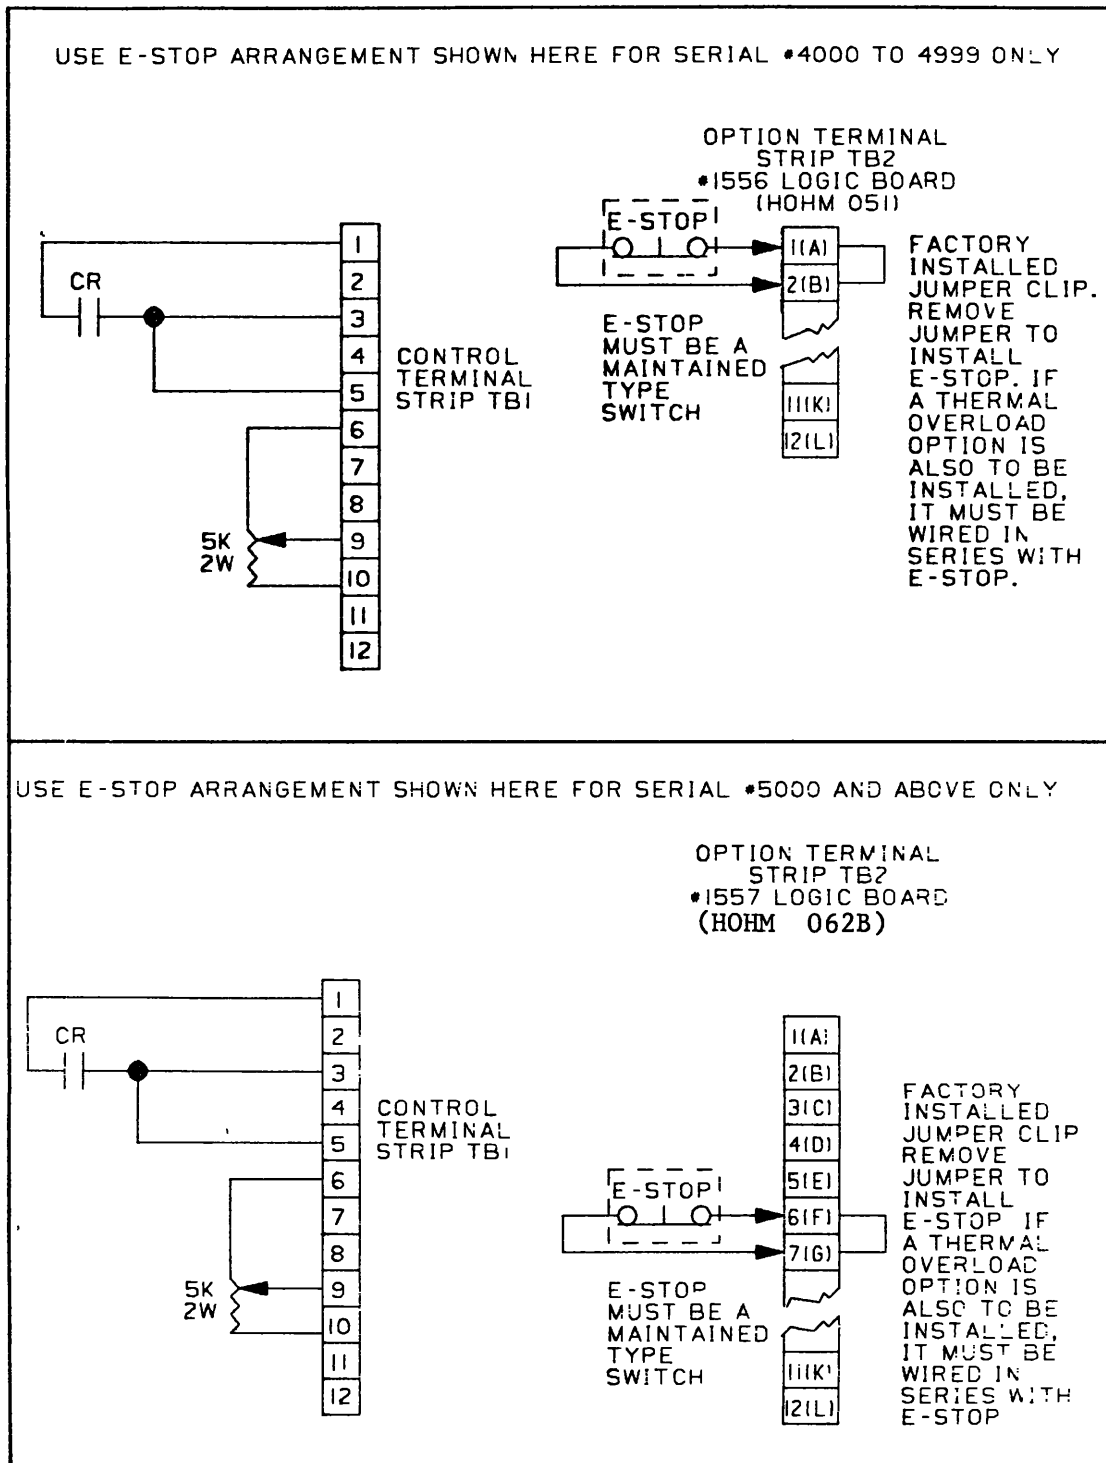 USE E-STOP ARRANGEMENT SHOWN HERE FOR SERIAL #4000 TO 4999 ONLY
OPTION TERMINAL
STRIP TB2
#1556 LOGIC BOARD
(HOHM 051)
E-STOP
1(A)
2(B)
11(K)
12(L)
E-STOP
MUST BE A
MAINTAINED
TYPE
SWITCH
FACTORY
INSTALLED
JUMPER CLIP.
REMOVE
JUMPER TO
INSTALL
E-STOP. IF
A THERMAL
OVERLOAD
OPTION IS
ALSO TO BE
INSTALLED,
IT MUST BE
WIRED IN
SERIES WITH
E-STOP.
CR
1
2
3
4
5
6
7
8
9
10
11
12
CONTROL
TERMINAL
STRIP TB1
5K
2W
USE E-STOP ARRANGEMENT SHOWN HERE FOR SERIAL #5000 AND ABOVE ONLY
OPTION TERMINAL
STRIP TB2
#1557 LOGIC BOARD
(HOHM 062B)
CR
1
2
3
4
5
6
7
8
9
10
11
12
CONTROL
TERMINAL
STRIP TB1
5K
2W
1(A)
2(B)
3(C)
4(D)
5(E)
6(F)
7(G)
11(K)
12(L)
E-STOP
E-STOP
MUST BE A
MAINTAINED
TYPE
SWITCH
FACTORY
INSTALLED
JUMPER CLIP
REMOVE
JUMPER TO
INSTALL
E-STOP IF
A THERMAL
OVERLOAD
OPTION IS
ALSO TO BE
INSTALLED,
IT MUST BE
WIRED IN
SERIES WITH
E-STOP